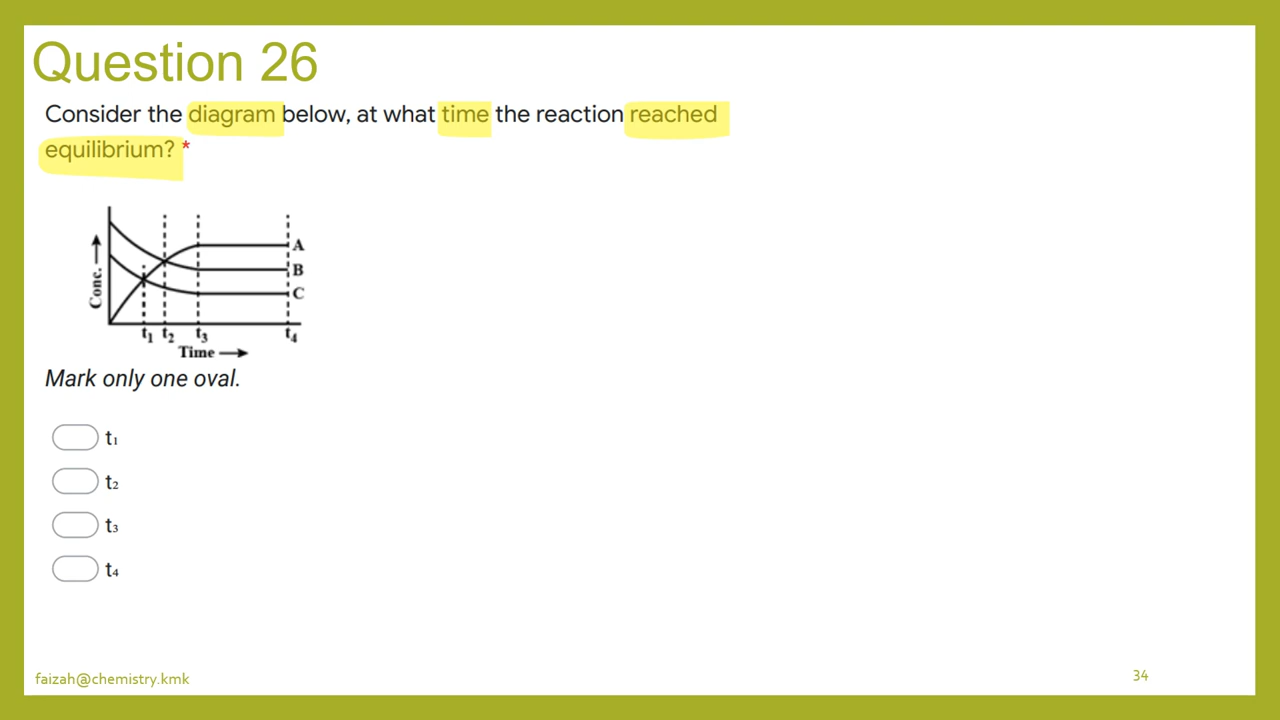 Question 26
Consider the diagram below, at what time the reaction reached
equilibrium? *
A
B
C
Conc.
t₁ t₂ t₃ t₄
Time
Mark only one oval.
t₁
t₂
t₃
t₄
faizah@chemistry.kmk
34